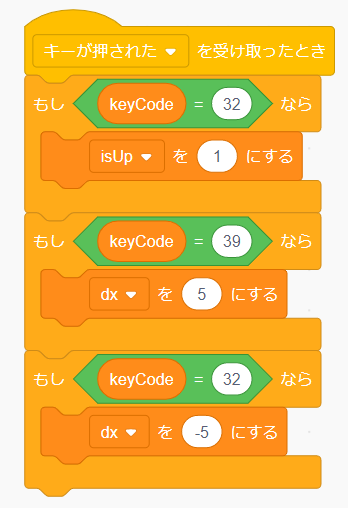 キーが押された を受け取ったとき
もし keyCode = 32 なら
isUp を 1 にする
もし keyCode = 39 なら
dx を 5 にする
もし keyCode = 32 なら
dx を -5 にする